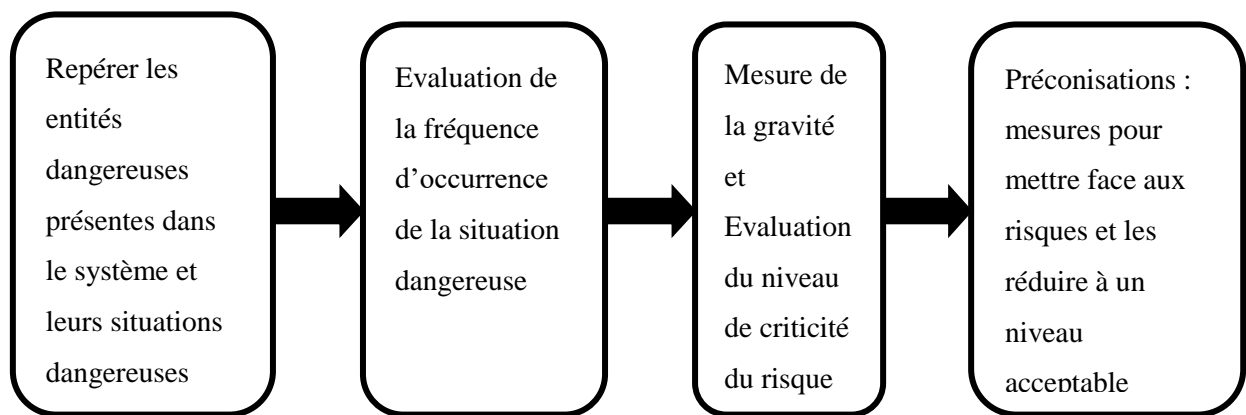 Repérer les
entités
dangereuses
présentes dans
le système et
leurs situations
dangereuses
Evaluation de
la fréquence
d’occurrence
de la situation
dangereuse
Mesure de
la gravité
et
Evaluation
du niveau
de criticité
du risque
Préconisations :
mesures pour
mettre face aux
risques et les
réduire à un
niveau
acceptable